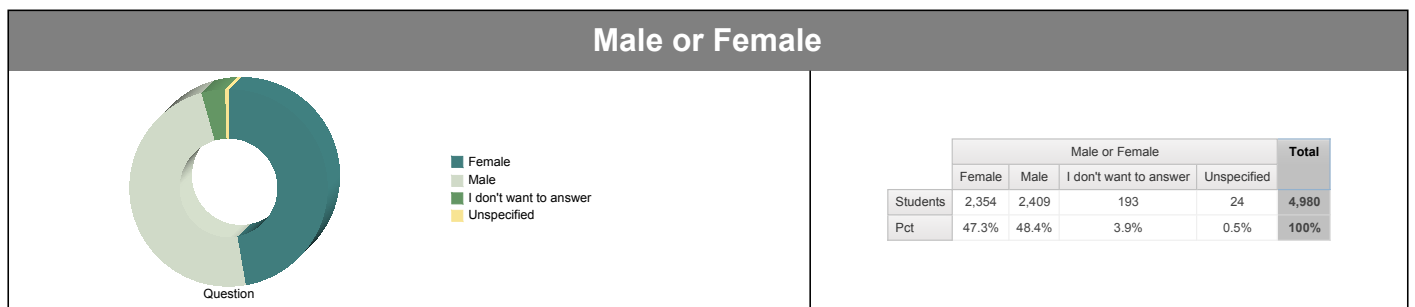 Male or Female
Female
Male
I don't want to answer
Unspecified
Question
Male or Female Total
Female Male I don't want to answer Unspecified
Students 2,354 2,409 193 24 4,980
Pct 47.3% 48.4% 3.9% 0.5% 100%